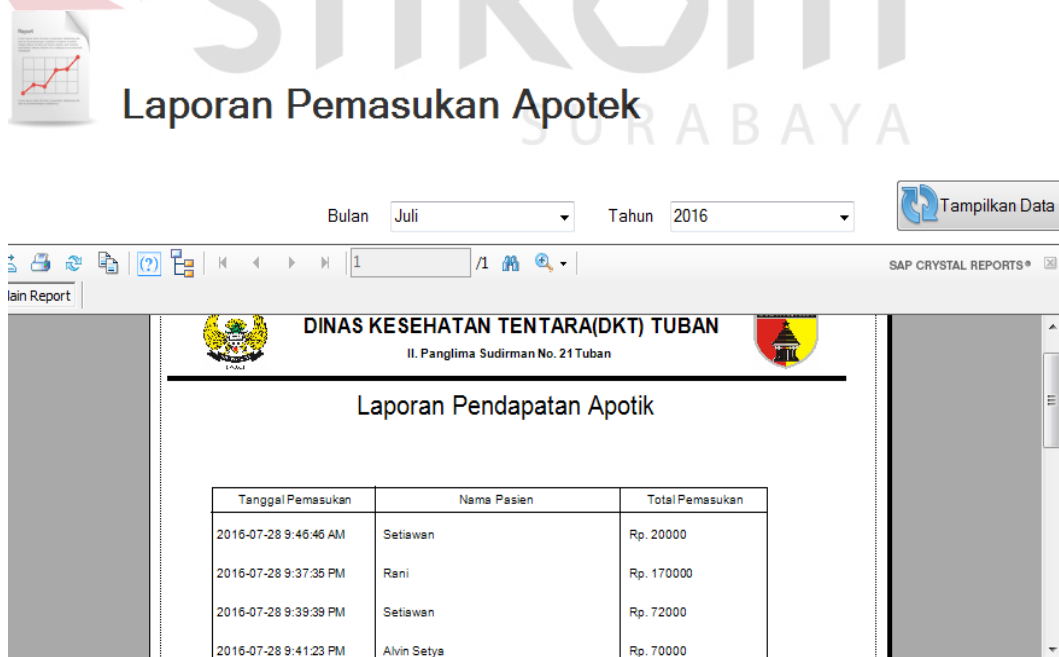 Report
STIKOM
SURABAYA
Laporan Pemasukan Apotek
Bulan Juli Tahun 2016 Tampilkan Data
1 /1 SAP CRYSTAL REPORTS®
lain Report
DINAS KESEHATAN TENTARA(DKT) TUBAN
II. Panglima Sudirman No. 21 Tuban
Laporan Pendapatan Apotik
Tanggal Pemasukan Nama Pasien Total Pemasukan
2016-07-28 9:46:46 AM Setiawan Rp. 20000
2016-07-28 9:37:35 PM Rani Rp. 170000
2016-07-28 9:39:39 PM Setiawan Rp. 72000
2016-07-28 9:41:23 PM Alvin Setya Rp. 70000